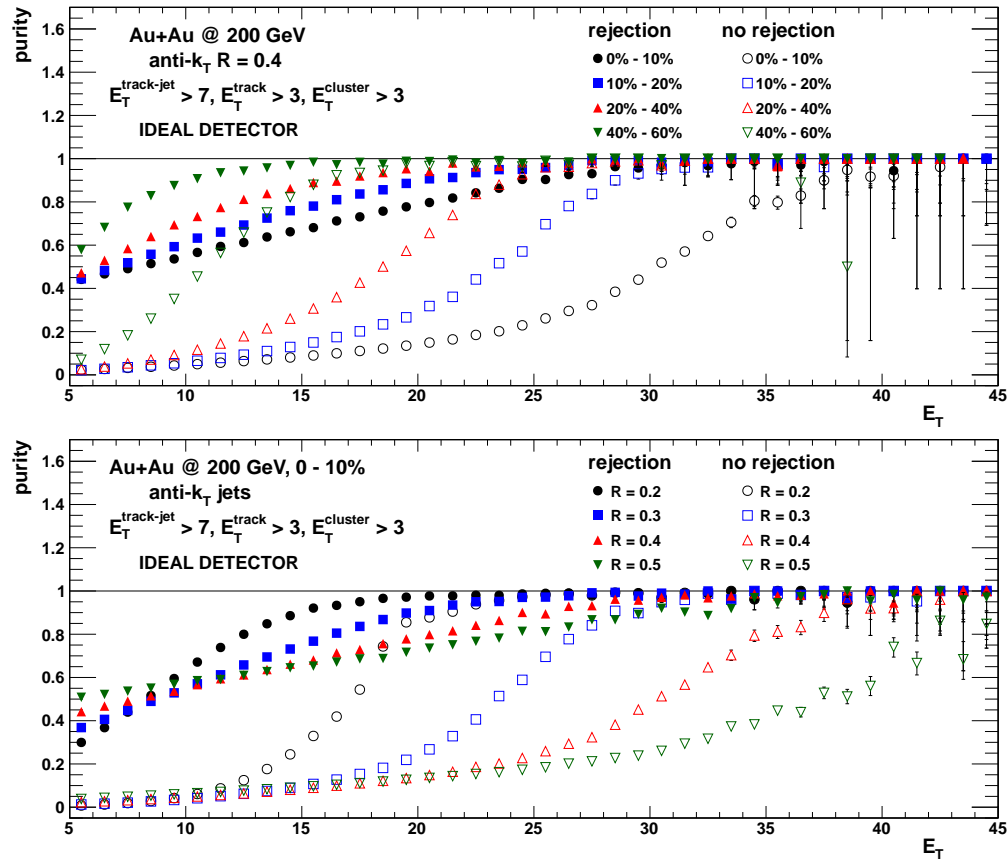 purity
1.6
1.4
1.2
1
0.8
0.6
0.4
0.2
0
Au+Au @ 200 GeV
anti-k_T R = 0.4
E_T^track-jet > 7, E_T^track > 3, E_T^cluster > 3
IDEAL DETECTOR
rejection no rejection
0% - 10% 0% - 10%
10% - 20% 10% - 20%
20% - 40% 20% - 40%
40% - 60% 40% - 60%
5 10 15 20 25 30 35 40 45
E_T
purity
1.6
1.4
1.2
1
0.8
0.6
0.4
0.2
0
Au+Au @ 200 GeV, 0 - 10%
anti-k_T jets
E_T^track-jet > 7, E_T^track > 3, E_T^cluster > 3
IDEAL DETECTOR
rejection no rejection
R = 0.2 R = 0.2
R = 0.3 R = 0.3
R = 0.4 R = 0.4
R = 0.5 R = 0.5
5 10 15 20 25 30 35 40 45
E_T